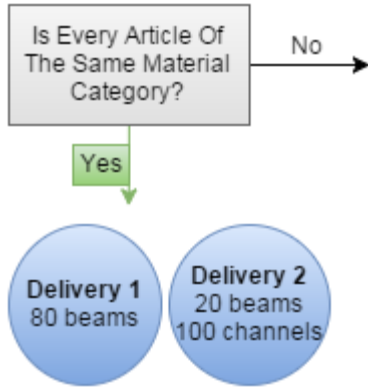 Is Every Article Of
The Same Material
Category?
No
Yes
Delivery 1
80 beams
Delivery 2
20 beams
100 channels